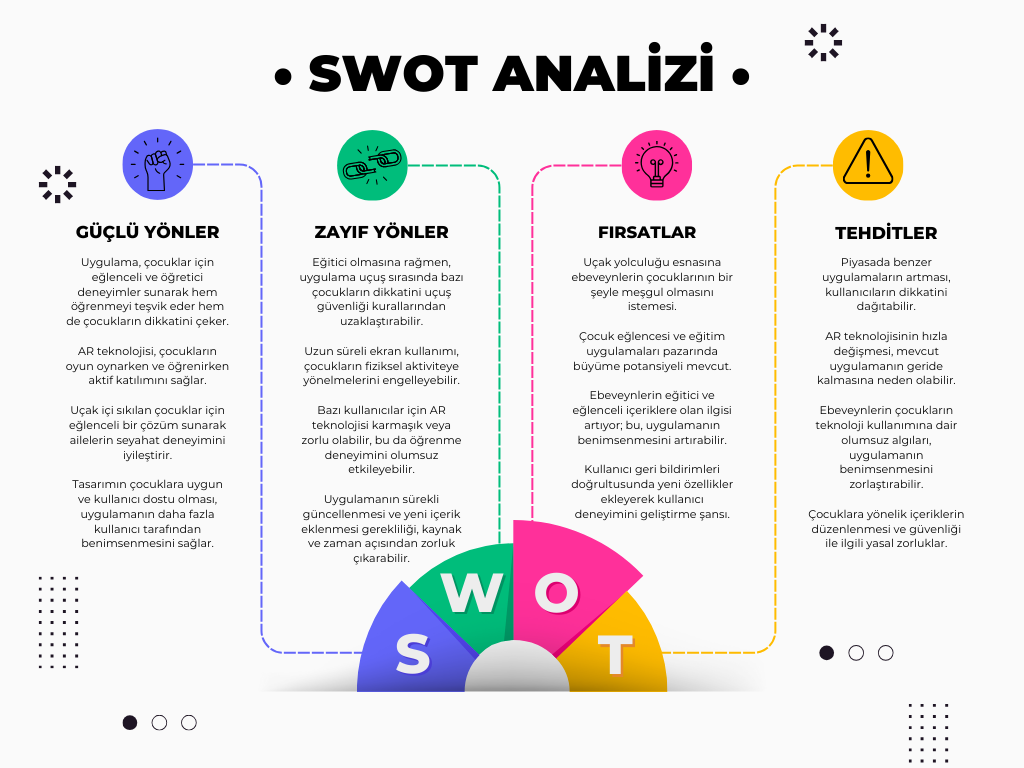 • SWOT ANALİZİ •
GÜÇLÜ YÖNLER
Uygulama, çocuklar için
eğlenceli ve öğretici
deneyimler sunarak hem
öğrenmeyi teşvik eder hem
de çocukların dikkatini çeker.
AR teknolojisi, çocukların
oyun oynarken ve öğrenirken
aktif katılımını sağlar.
Uçak içi sıkılan çocuklar için
eğlenceli bir çözüm sunarak
ailelerin seyahat deneyimini
iyileştirir.
Tasarımın çocuklara uygun
ve kullanıcı dostu olması,
uygulamanın daha fazla
kullanıcı tarafından
benimsenmesini sağlar.
ZAYIF YÖNLER
Eğitici olmasına rağmen,
uygulama uçuş sırasında bazı
çocukların dikkatini uçuş
güvenliği kurallarından
uzaklaştırabilir.
Uzun süreli ekran kullanımı,
çocukların fiziksel aktiviteye
yönelmelerini engelleyebilir.
Bazı kullanıcılar için AR
teknolojisi karmaşık veya
zorlu olabilir, bu da öğrenme
deneyimini olumsuz
etkileyebilir.
Uygulamanın sürekli
güncellenmesi ve yeni içerik
eklenmesi gerekliliği, kaynak
ve zaman açısından zorluk
çıkarabilir.
FIRSATLAR
Uçak yolculuğu esnasına
ebeveynlerin çocuklarının bir
şeyle meşgul olmasını
istemesi.
Çocuk eğlencesi ve eğitim
uygulamaları pazarında
büyüme potansiyeli mevcut.
Ebeveynlerin eğitici ve
eğlenceli içeriklere olan ilgisi
artıyor; bu, uygulamanın
benimsenmesini artırabilir.
Kullanıcı geri bildirimleri
doğrultusunda yeni özellikler
ekleyerek kullanıcı
deneyimini geliştirme şansı.
TEHDİTLER
Piyasada benzer
uygulamaların artması,
kullanıcıların dikkatini
dağıtabilir.
AR teknolojisinin hızla
değişmesi, mevcut
uygulamanın geride
kalmasına neden olabilir.
Ebeveynlerin çocukların
teknoloji kullanımına dair
olumsuz algıları,
uygulamanın
benimsenmesini
zorlaştırabilir.
Çocuklara yönelik içeriklerin
düzenlenmesi ve güvenliği
ile ilgili yasal zorluklar.
S
W
O
T